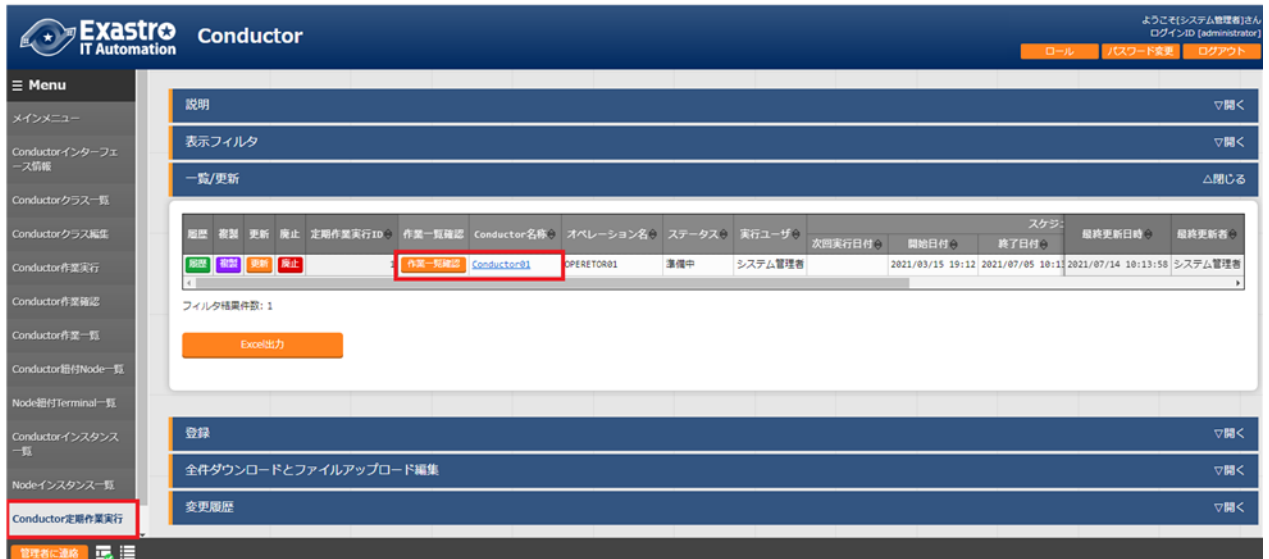 Exastro
IT Automation
Conductor
ようこそ[システム管理者]さん
ログインID [administrator]
ロール
パスワード変更
ログアウト
Menu
メインメニュー
Conductorインターフェ
ース情報
Conductorクラス一覧
Conductorクラス編集
Conductor作業実行
Conductor作業確認
Conductor作業一覧
Conductor紐付Node一覧
Node紐付Terminal一覧
Conductorインスタンス
一覧
Nodeインスタンス一覧
Conductor定期作業実行
管理者に連絡
説明
▽開く
表示フィルタ
▽開く
一覧/更新
△閉じる
スケジュ
履歴 複製 更新 廃止 定期作業実行ID 作業一覧確認 Conductor名称 オペレーション名 ステータス 実行ユーザ 次回実行日付 開始日付 終了日付 最終更新日時 最終更新者
履歴 複製 更新 廃止 1 作業一覧確認 Conductor01 OPERETOR01 準備中 システム管理者 2021/03/15 19:12 2021/07/05 10:1 2021/07/14 10:13:58 システム管理者
フィルタ結果件数: 1
Excel出力
登録
▽開く
全件ダウンロードとファイルアップロード編集
▽開く
変更履歴
▽開く